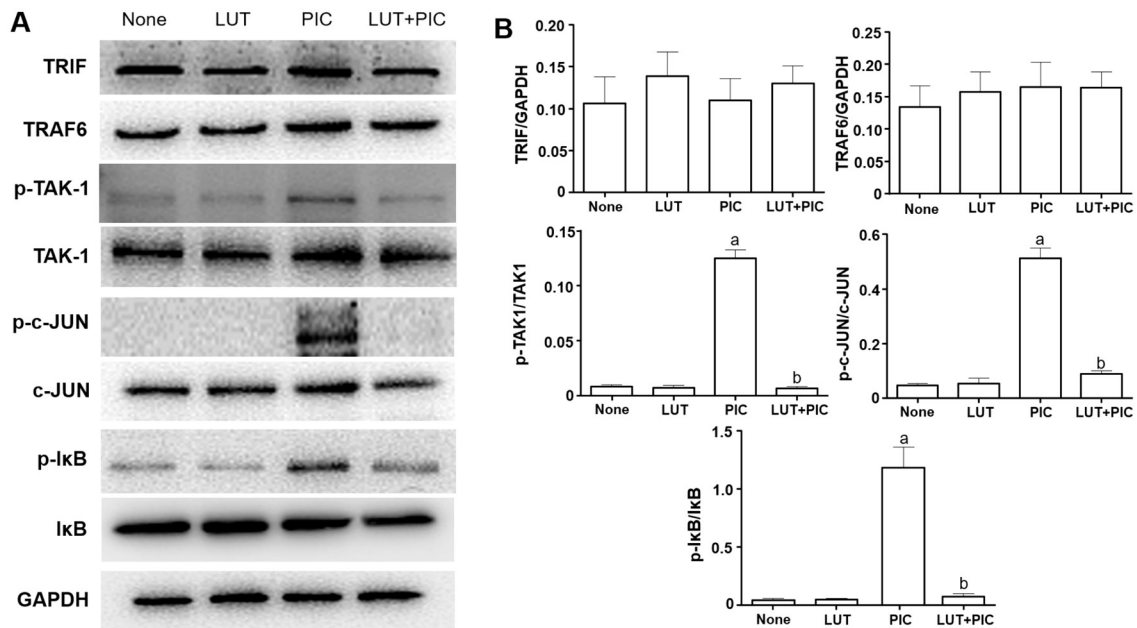 A
None LUT PIC LUT+PIC
TRIF
TRAF6
p-TAK-1
TAK-1
p-c-JUN
c-JUN
p-IκB
IκB
GAPDH
B
TRIF/GAPDH
0.20
0.15
0.10
0.05
0
None LUT PIC LUT+PIC
TRAF6/GAPDH
0.25
0.20
0.15
0.10
0.05
0.00
None LUT PIC LUT+PIC
p-TAK1/TAK1
0.15
0.10
0.05
0
a
b
None LUT PIC LUT+PIC
p-c-JUN/c-JUN
0.6
0.4
0.2
0
a
b
None LUT PIC LUT+PIC
p-IκB/IκB
1.5
1.0
0.5
0
a
b
None LUT PIC LUT+PIC